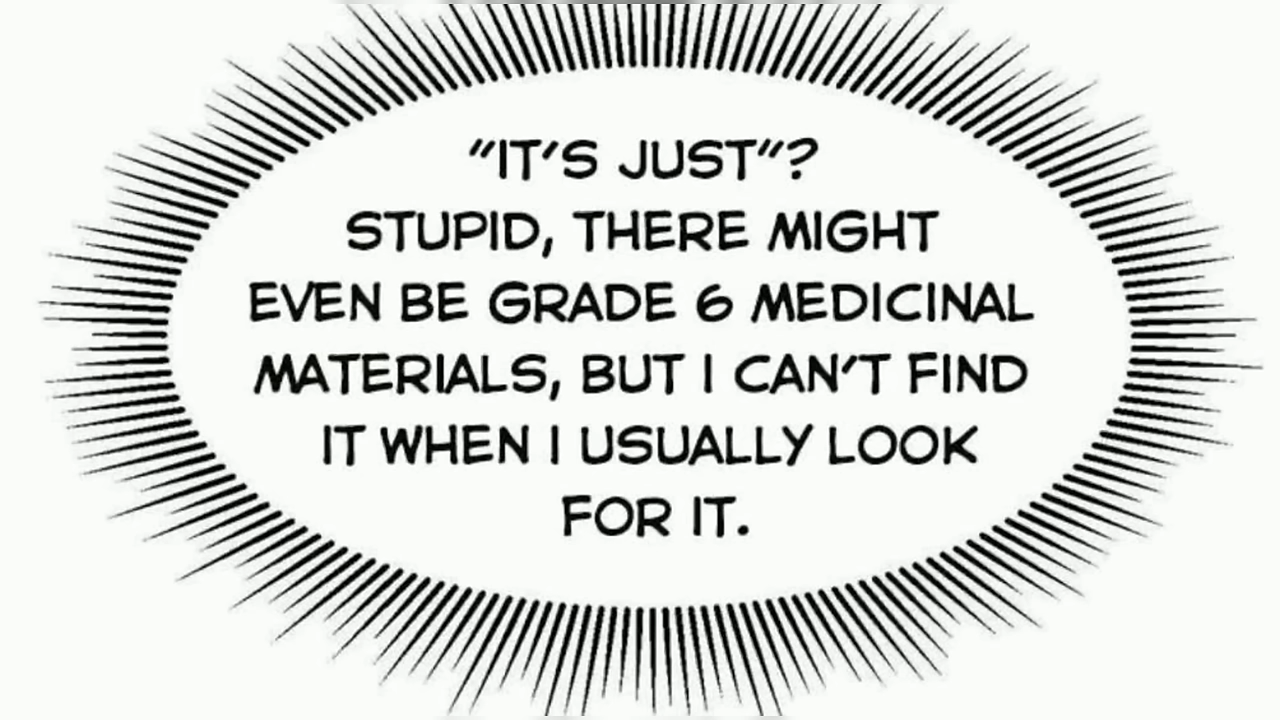 "IT'S JUST"?
STUPID, THERE MIGHT
EVEN BE GRADE 6 MEDICINAL
MATERIALS, BUT I CAN'T FIND
IT WHEN I USUALLY LOOK
FOR IT.